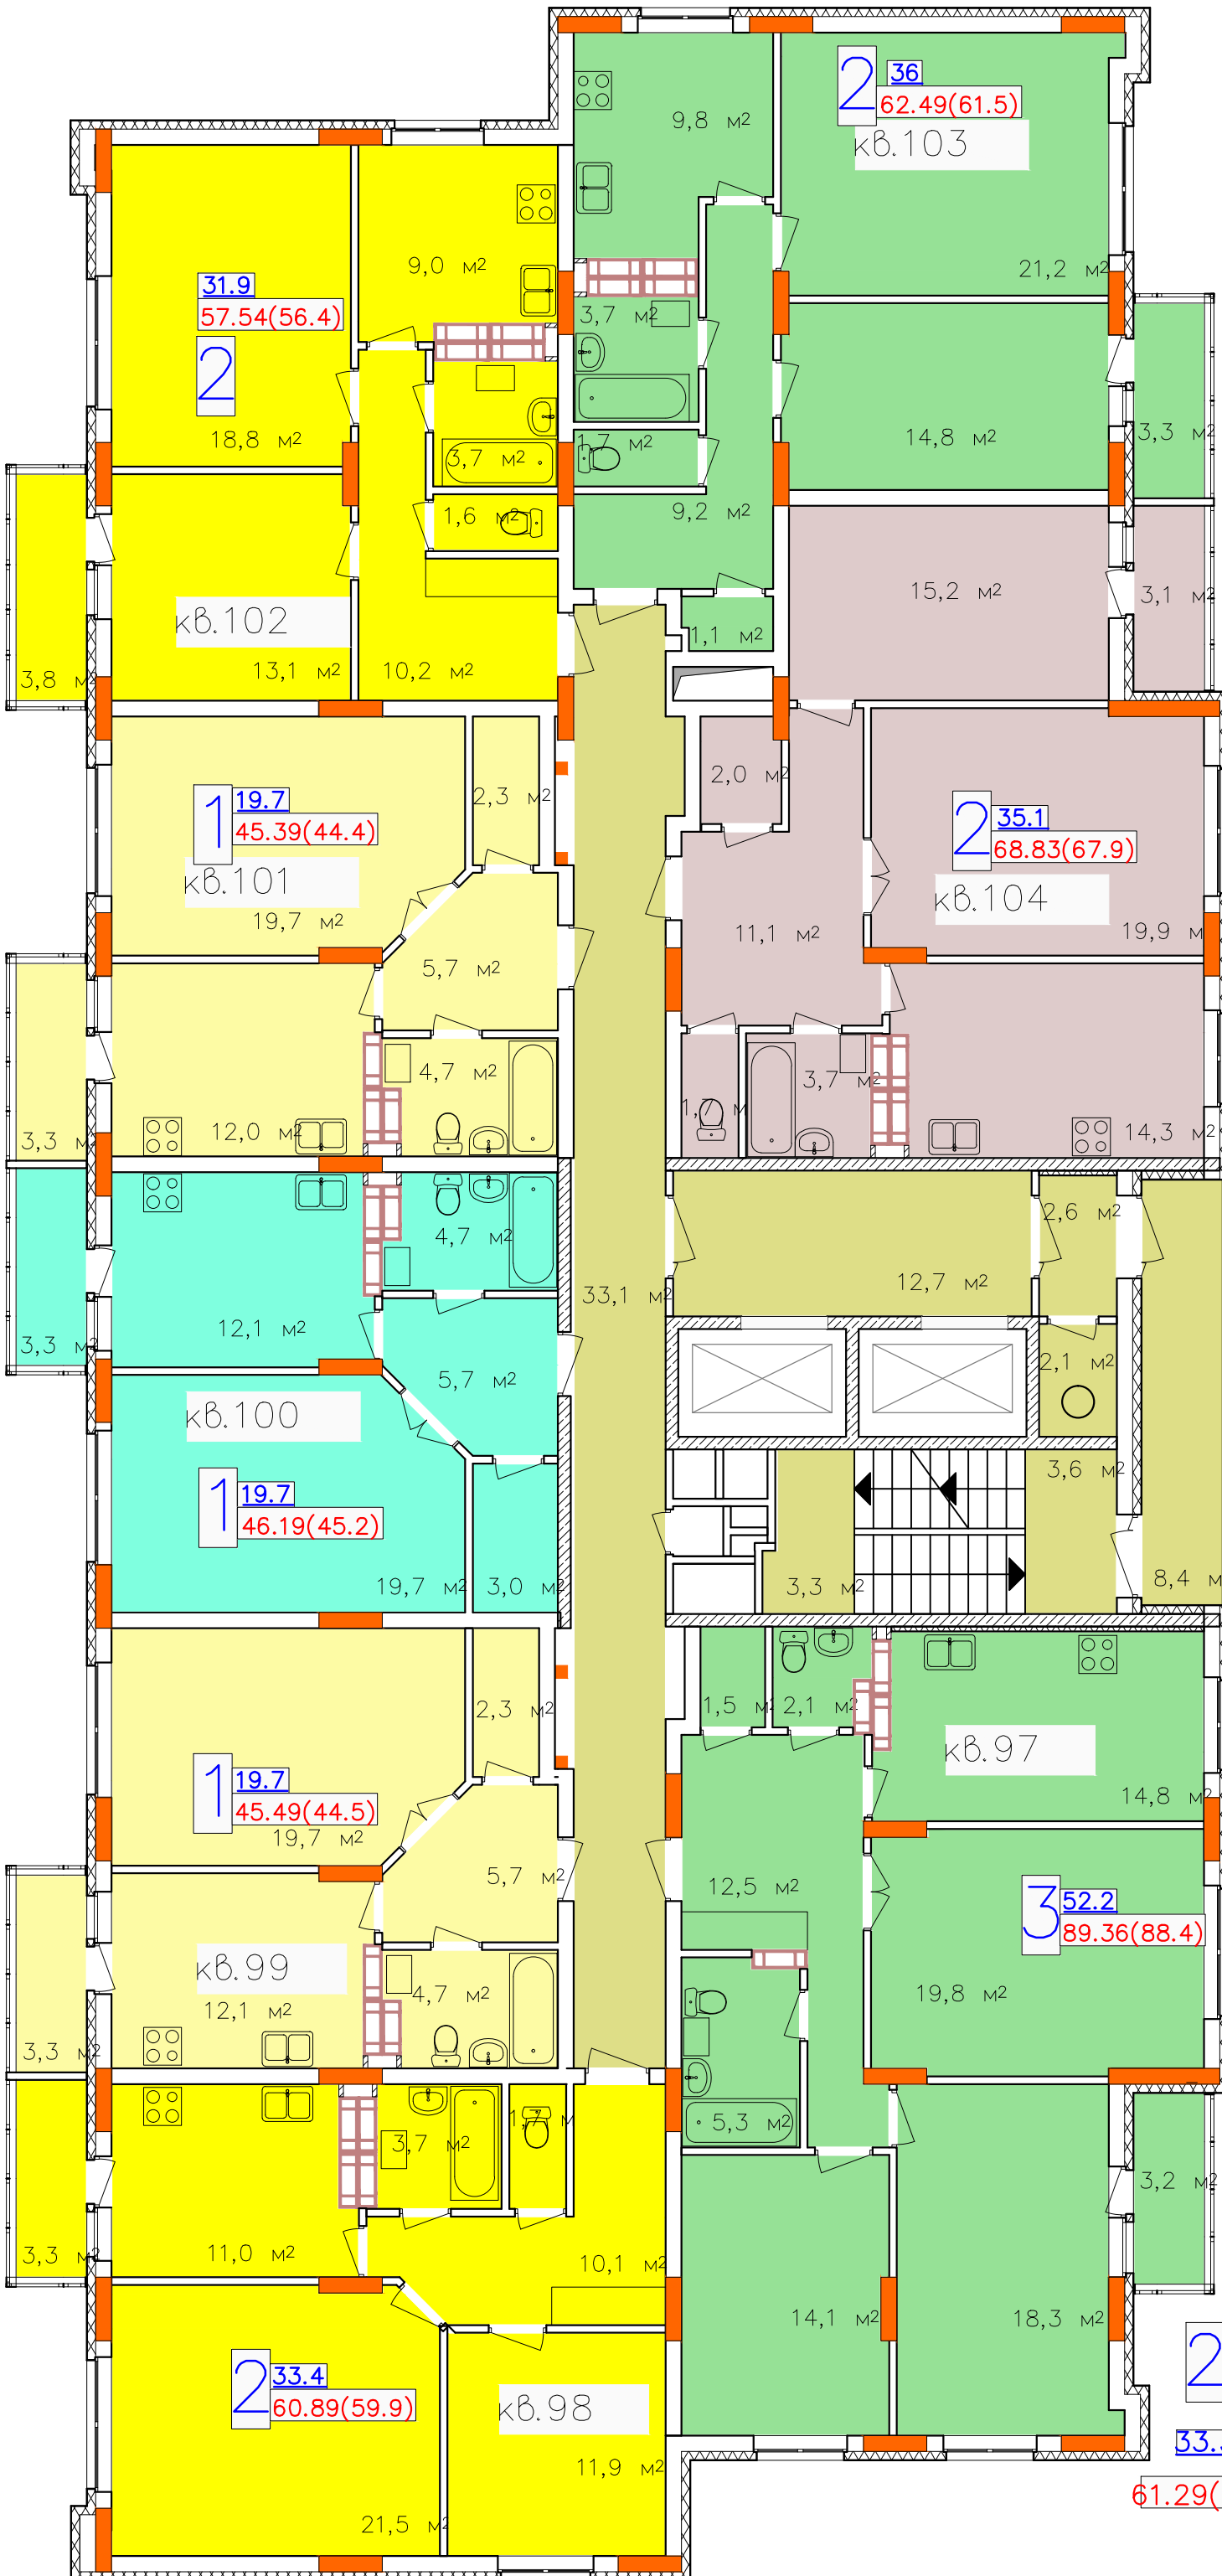 2
36
62.49(61.5)
кв.103
9,8 м²
21,2 м²
9,0 м²
31.9
57.54(56.4)
2
18,8 м²
3,7 м²
3,7 м²
14,8 м²
3,3 м²
1,7 м²
1,6 м²
9,2 м²
кв.102
13,1 м²
10,2 м²
3,8 м²
1,1 м²
15,2 м²
3,1 м²
1
19.7
45.39(44.4)
кв.101
19,7 м²
2,3 м²
2,0 м²
2
35.1
68.83(67.9)
кв.104
19,9 м
11,1 м²
5,7 м²
4,7 м²
12,0 м²
3,3 м²
1,7 м
3,7 м²
14,3 м²
4,7 м²
12,1 м²
3,3 м²
5,7 м²
33,1 м²
12,7 м²
2,6 м²
2,1 м²
кв.100
1
19.7
46.19(45.2)
19,7 м²
3,0 м²
3,3 м²
3,6 м²
8,4 м
2,3 м²
1
19.7
45.49(44.5)
19,7 м²
5,7 м²
1,5 м²
2,1 м²
кв.97
14,8 м²
12,5 м²
3
52.2
89.36(88.4)
19,8 м²
кв.99
12,1 м²
4,7 м²
3,3 м²
3,7 м²
1,7 м
5,3 м²
3,2 м²
11,0 м²
3,3 м²
10,1 м²
14,1 м²
18,3 м²
2
33.4
60.89(59.9)
кв.98
11,9 м²
21,5 м²
2
33.
61.29(